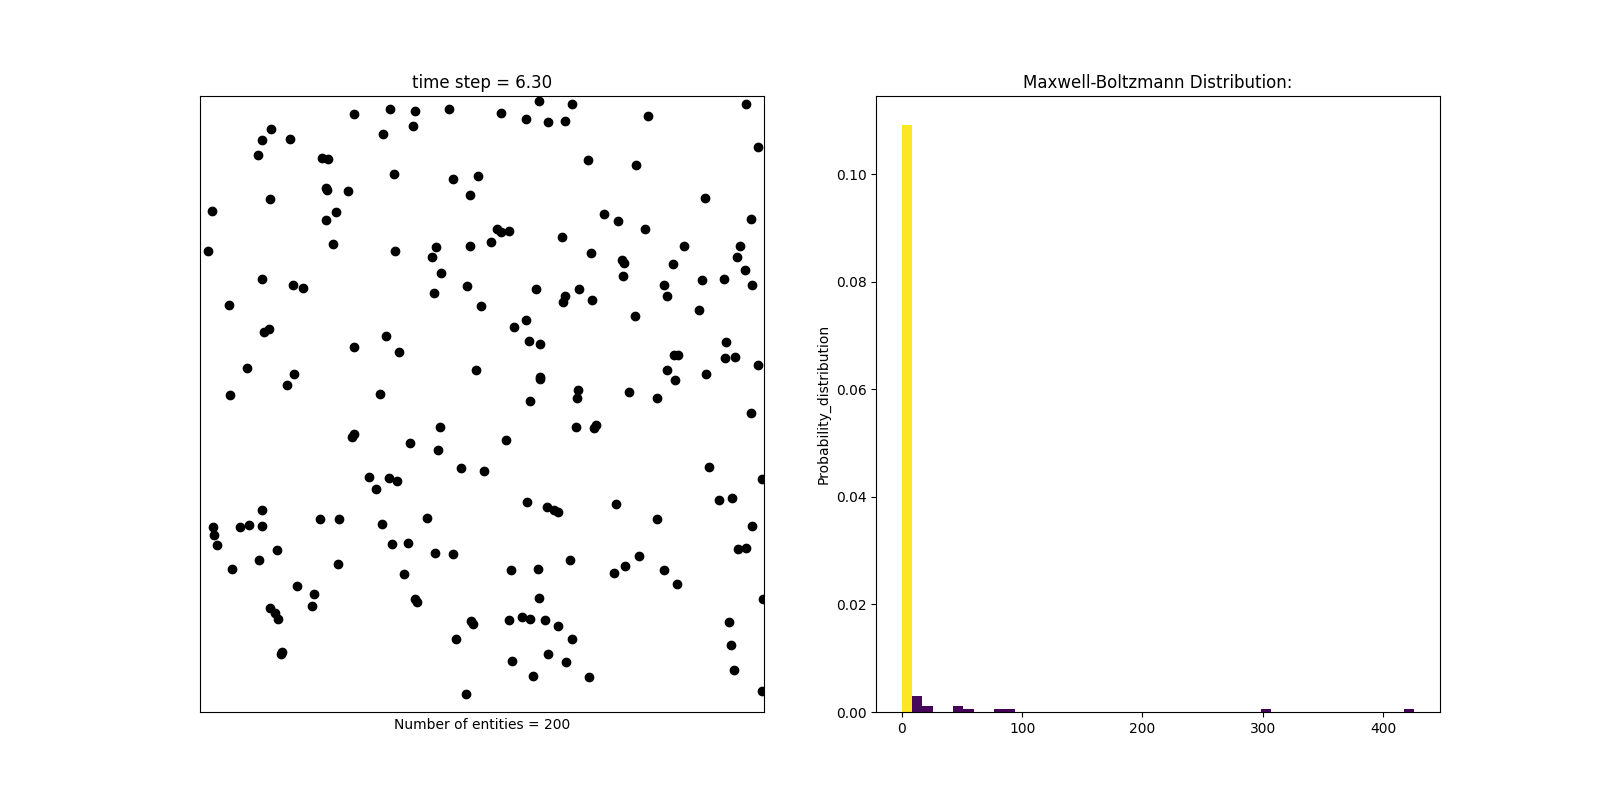 time step = 6.30
Number of entities = 200
Maxwell-Boltzmann Distribution:
Probability_distribution
0.10
0.08
0.06
0.04
0.02
0.00
0 100 200 300 400